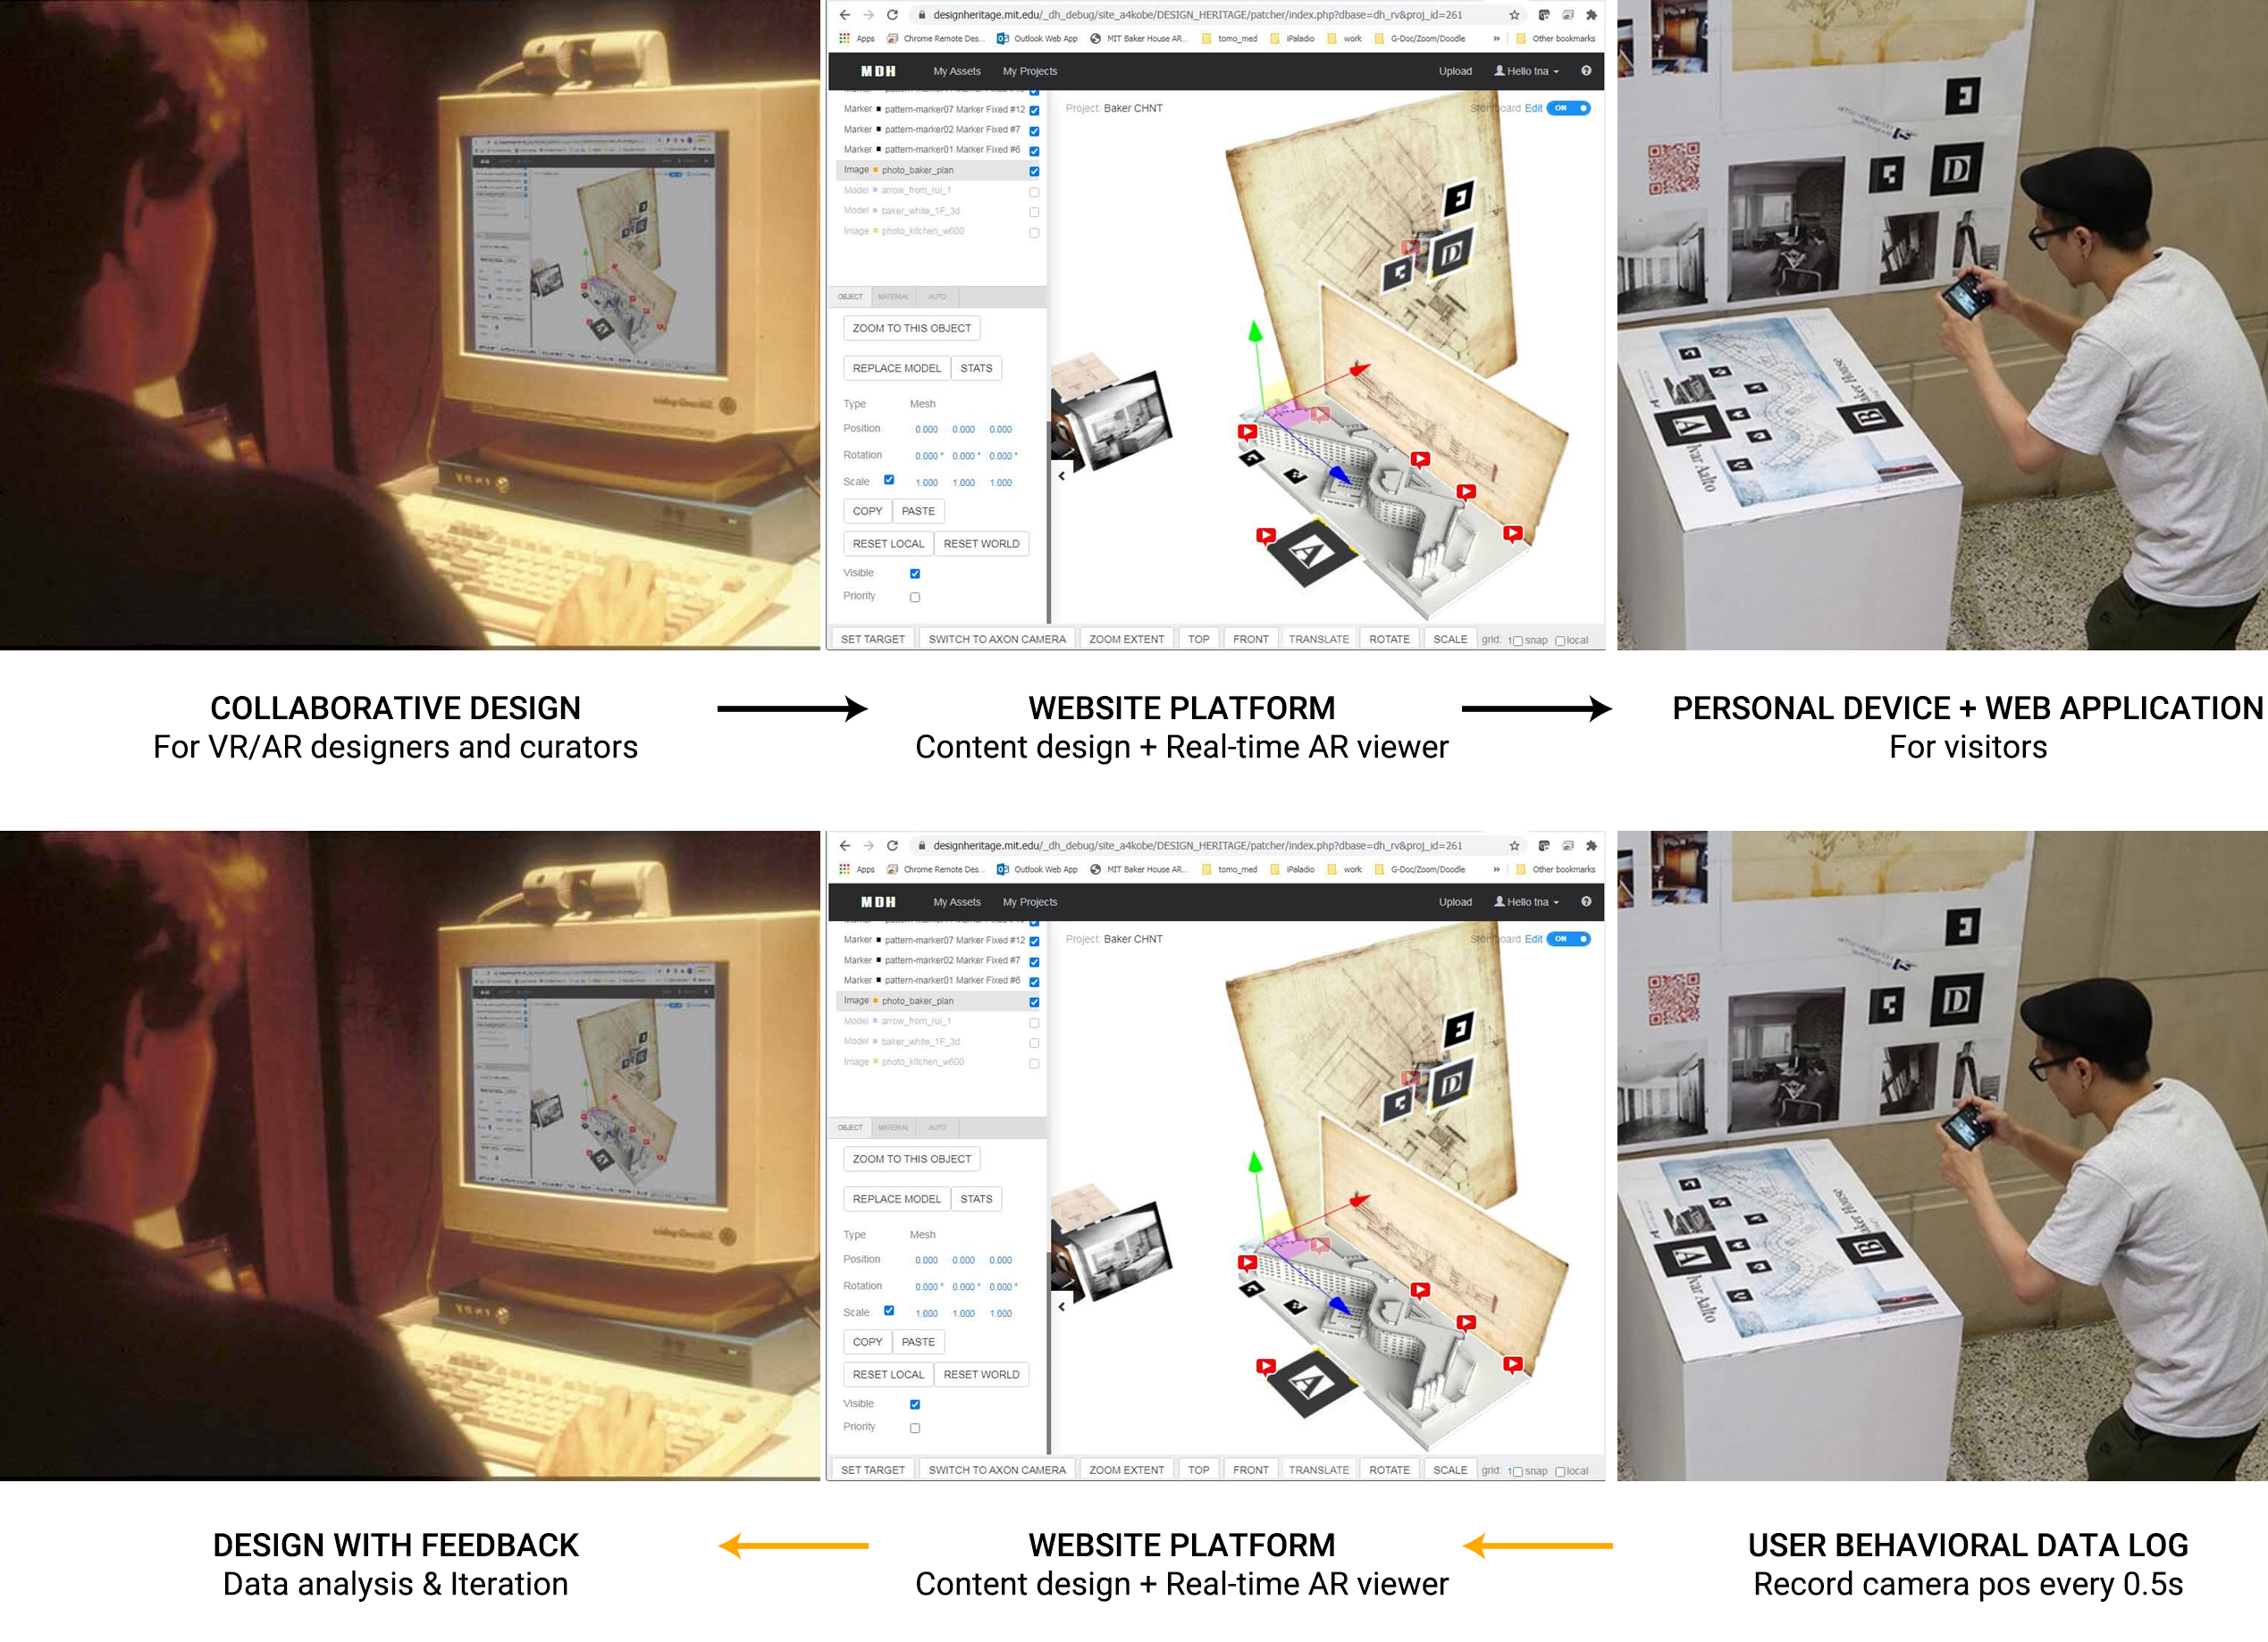 designheritage.mit.edu/_dh_debug/site_a4kobe/DESIGN_HERITAGE/patcher/index.php?dbase=dh_rv&proj_id=261
Apps Chrome Remote Des... Outlook Web App MIT Baker House AR... tomo_med iPaladio work G-Doc/Zoom/Doodle » Other bookmarks
MDH My Assets My Projects Upload Hello tna ?
Marker pattern-marker07 Marker Fixed #12
Marker pattern-marker02 Marker Fixed #7
Marker pattern-marker01 Marker Fixed #6
Image photo_baker_plan
Model arrow_from_rui_1
Model baker_white_1F_3d
Image photo_kitchen_w600
Project: Baker CHNT
Edit ON
OBJECT MATERIAL AUTO
ZOOM TO THIS OBJECT
REPLACE MODEL STATS
Type Mesh
Position 0.000 0.000 0.000
Rotation 0.000 ° 0.000 ° 0.000 °
Scale 1.000 1.000 1.000
COPY PASTE
RESET LOCAL RESET WORLD
Visible
Priority
D
A
SET TARGET SWITCH TO AXON CAMERA ZOOM EXTENT TOP FRONT TRANSLATE ROTATE SCALE grid: 1 snap local
D
A
B
Aalto
COLLABORATIVE DESIGN
For VR/AR designers and curators
WEBSITE PLATFORM
Content design + Real-time AR viewer
PERSONAL DEVICE + WEB APPLICATION
For visitors
designheritage.mit.edu/_dh_debug/site_a4kobe/DESIGN_HERITAGE/patcher/index.php?dbase=dh_rv&proj_id=261
Apps Chrome Remote Des... Outlook Web App MIT Baker House AR... tomo_med iPaladio work G-Doc/Zoom/Doodle » Other bookmarks
MDH My Assets My Projects Upload Hello tna ?
Marker pattern-marker07 Marker Fixed #12
Marker pattern-marker02 Marker Fixed #7
Marker pattern-marker01 Marker Fixed #6
Image photo_baker_plan
Model arrow_from_rui_1
Model baker_white_1F_3d
Image photo_kitchen_w600
Project: Baker CHNT
Edit ON
OBJECT MATERIAL AUTO
ZOOM TO THIS OBJECT
REPLACE MODEL STATS
Type Mesh
Position 0.000 0.000 0.000
Rotation 0.000 ° 0.000 ° 0.000 °
Scale 1.000 1.000 1.000
COPY PASTE
RESET LOCAL RESET WORLD
Visible
Priority
D
A
SET TARGET SWITCH TO AXON CAMERA ZOOM EXTENT TOP FRONT TRANSLATE ROTATE SCALE grid: 1 snap local
D
A
B
Aalto
DESIGN WITH FEEDBACK
Data analysis & Iteration
WEBSITE PLATFORM
Content design + Real-time AR viewer
USER BEHAVIORAL DATA LOG
Record camera pos every 0.5s